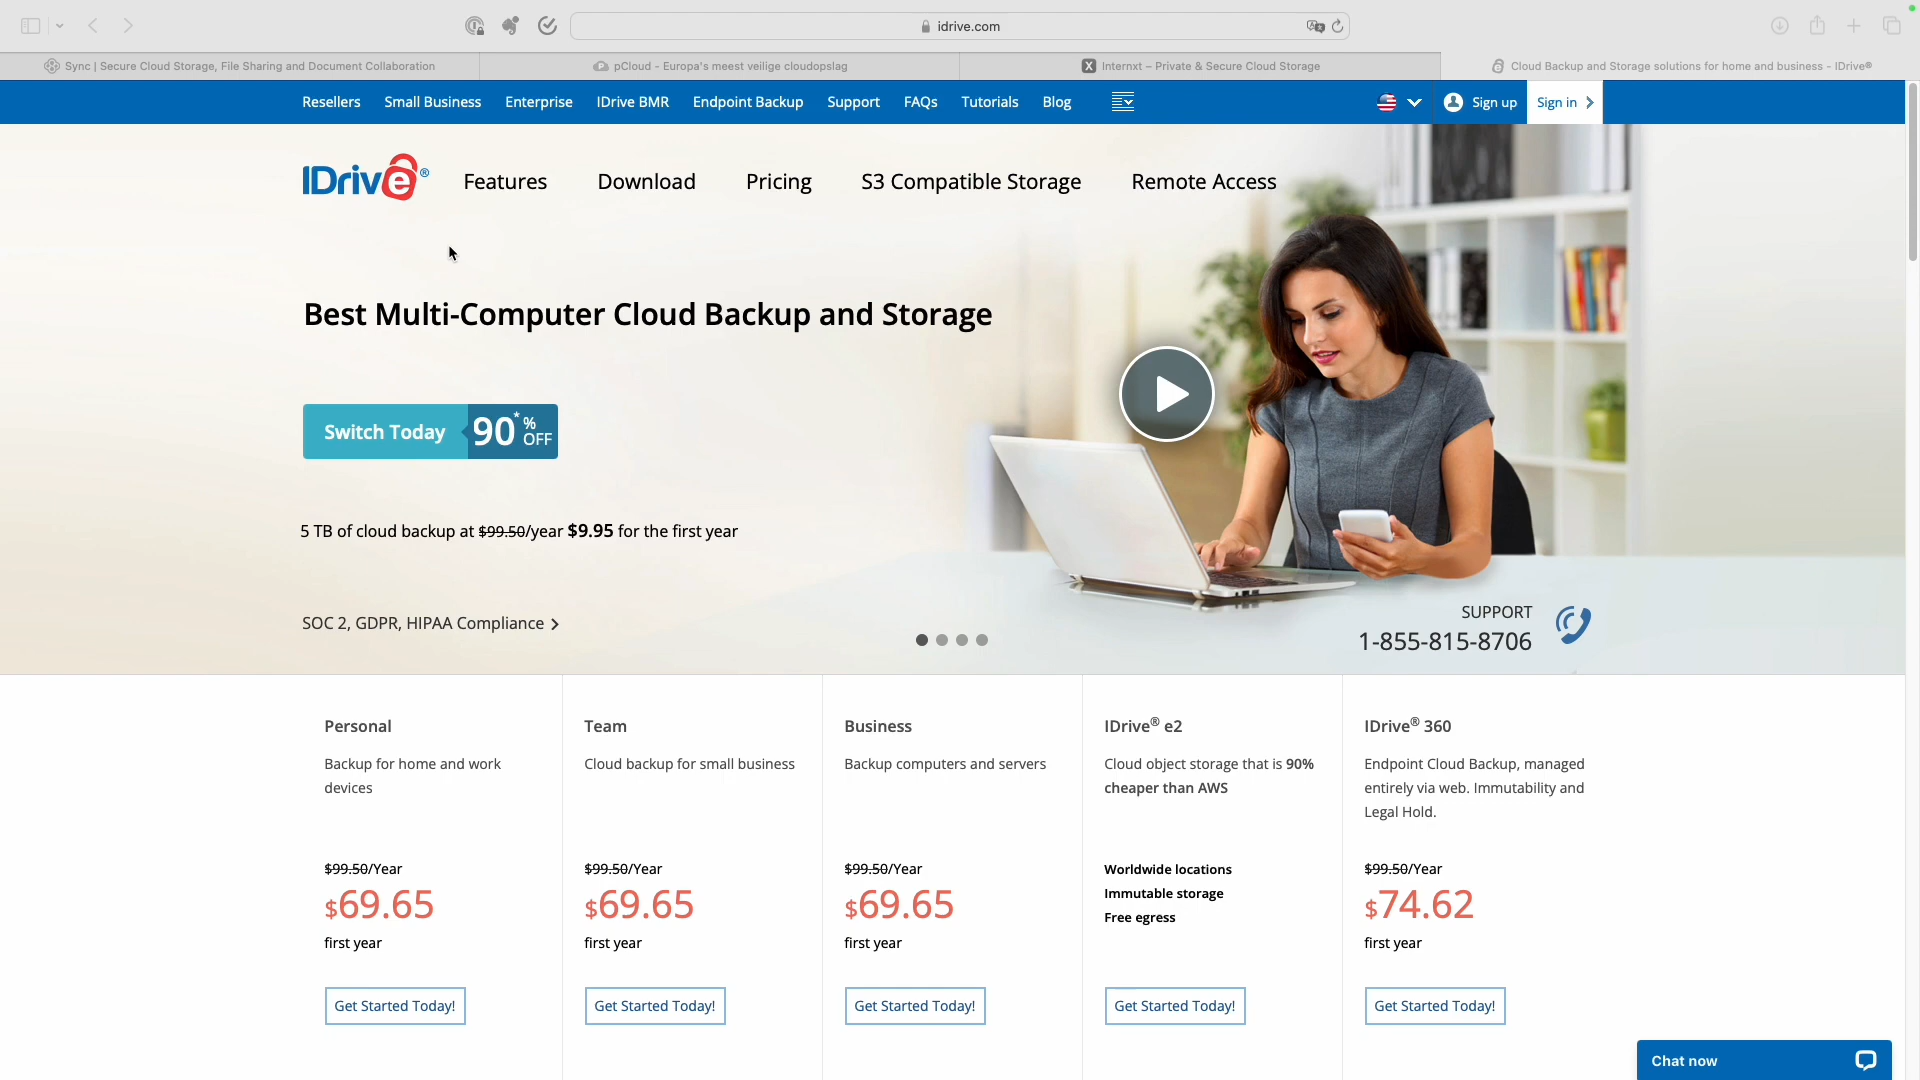 idrive.com
Sync | Secure Cloud Storage, File Sharing and Document Collaboration
pCloud - Europa's meest veilige cloudopslag
Internxt – Private & Secure Cloud Storage
Cloud Backup and Storage solutions for home and business - IDrive®
Resellers Small Business Enterprise IDrive BMR Endpoint Backup Support FAQs Tutorials Blog
Sign up
Sign in
IDrive®
Features Download Pricing S3 Compatible Storage Remote Access
Best Multi-Computer Cloud Backup and Storage
Switch Today 90*% OFF
5 TB of cloud backup at $99.50/year $9.95 for the first year
SOC 2, GDPR, HIPAA Compliance >
SUPPORT
1-855-815-8706
Personal
Backup for home and work
devices
$99.50/Year
$69.65
first year
Get Started Today!
Team
Cloud backup for small business
$99.50/Year
$69.65
first year
Get Started Today!
Business
Backup computers and servers
$99.50/Year
$69.65
first year
Get Started Today!
IDrive® e2
Cloud object storage that is 90%
cheaper than AWS
Worldwide locations
Immutable storage
Free egress
Get Started Today!
IDrive® 360
Endpoint Cloud Backup, managed
entirely via web. Immutability and
Legal Hold.
$99.50/Year
$74.62
first year
Get Started Today!
Chat now